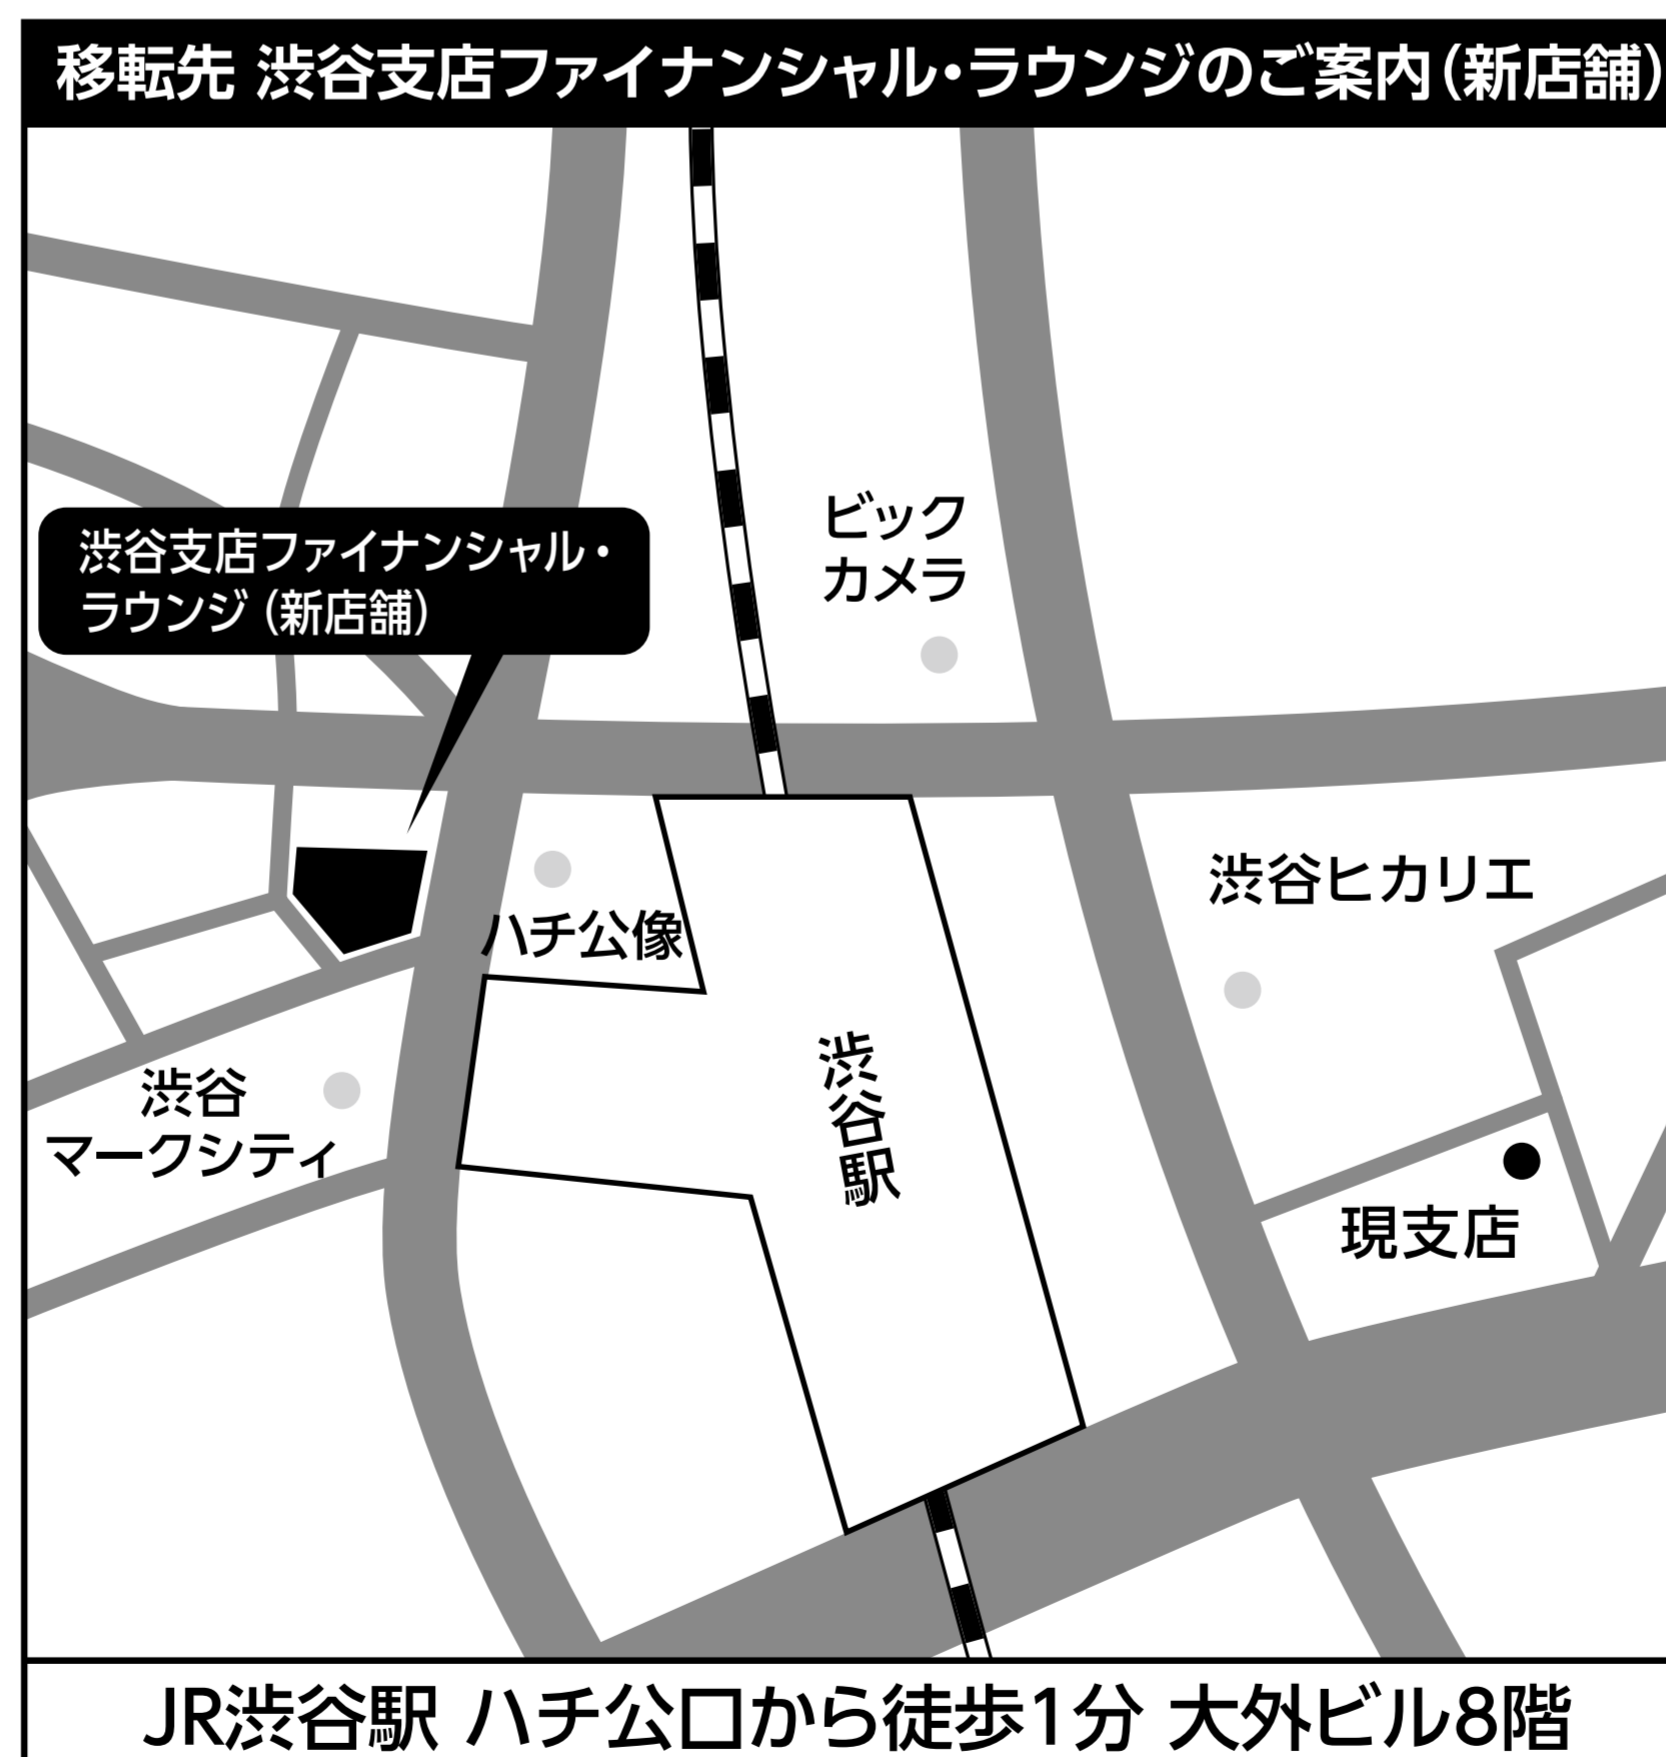 移転先 渋谷支店ファイナンシャル・ラウンジのご案内(新店舗)
ビック
カメラ
渋谷支店ファイナンシャル・
ラウンジ (新店舗)
渋谷ヒカリエ
ハチ公像
渋谷駅
渋谷
マークシティ
現支店
JR渋谷駅 ハチ公口から徒歩1分 大外ビル8階